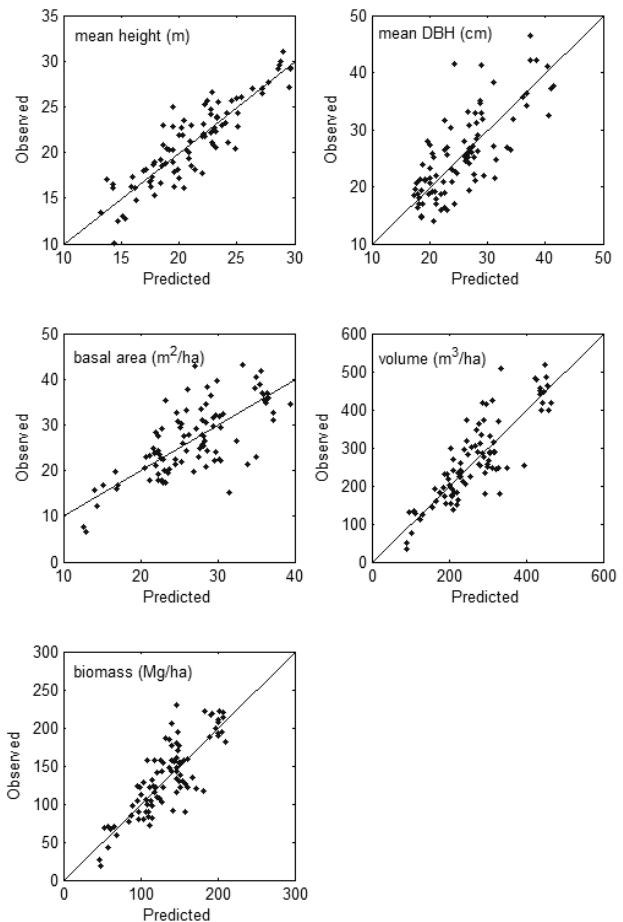 35
30
25
20
15
10
mean height (m)
Observed
10 15 20 25 30
Predicted
50
40
30
20
10
mean DBH (cm)
Observed
10 20 30 40 50
Predicted
50
40
30
20
10
0
basal area (m²/ha)
Observed
10 20 30 40
Predicted
600
500
400
300
200
100
0
volume (m³/ha)
Observed
0 200 400 600
Predicted
300
250
200
150
100
50
0
biomass (Mg/ha)
Observed
0 100 200 300
Predicted